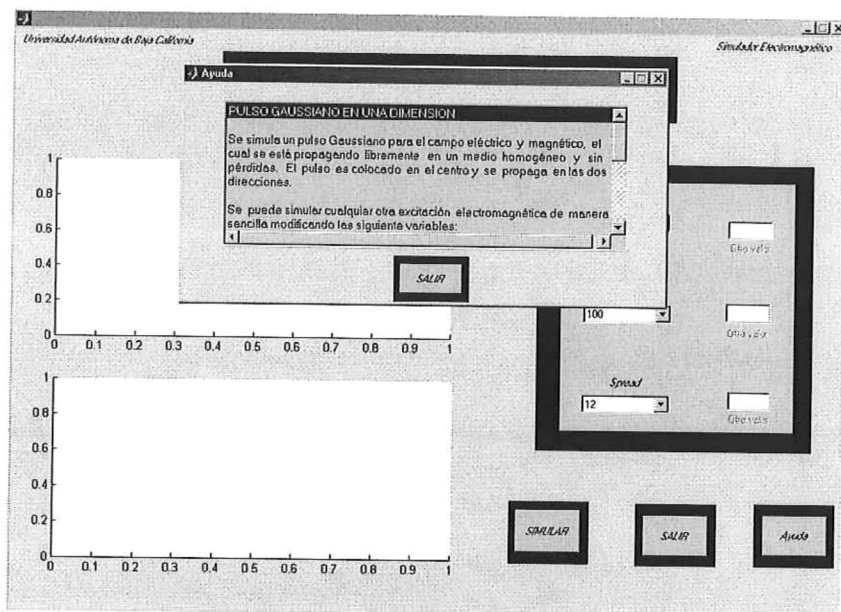 Universidad Autónoma de Baja California
Simulador Electromagnético
Ayuda
PULSO GAUSSIANO EN UNA DIMENSION
Se simula un pulso Gaussiano para el campo eléctrico y magnético, el
cual se está propagando libremente en un medio homogéneo y sin
pérdidas. El pulso es colocado en el centro y se propaga en las dos
direcciones.
Se puede simular cualquier otra excitación electromagnética de manera
sencilla modificando las siguiente variables:
SALIR
1
0.8
0.6
0.4
0.2
0
0 0.1 0.2 0.3 0.4 0.5 0.6 0.7 0.8 0.9 1
1
0.8
0.6
0.4
0.2
0
0 0.1 0.2 0.3 0.4 0.5 0.6 0.7 0.8 0.9 1
Otro valor
100
Otro valor
Spread
12
Otro valor
SIMULAR
SALIR
Ayuda